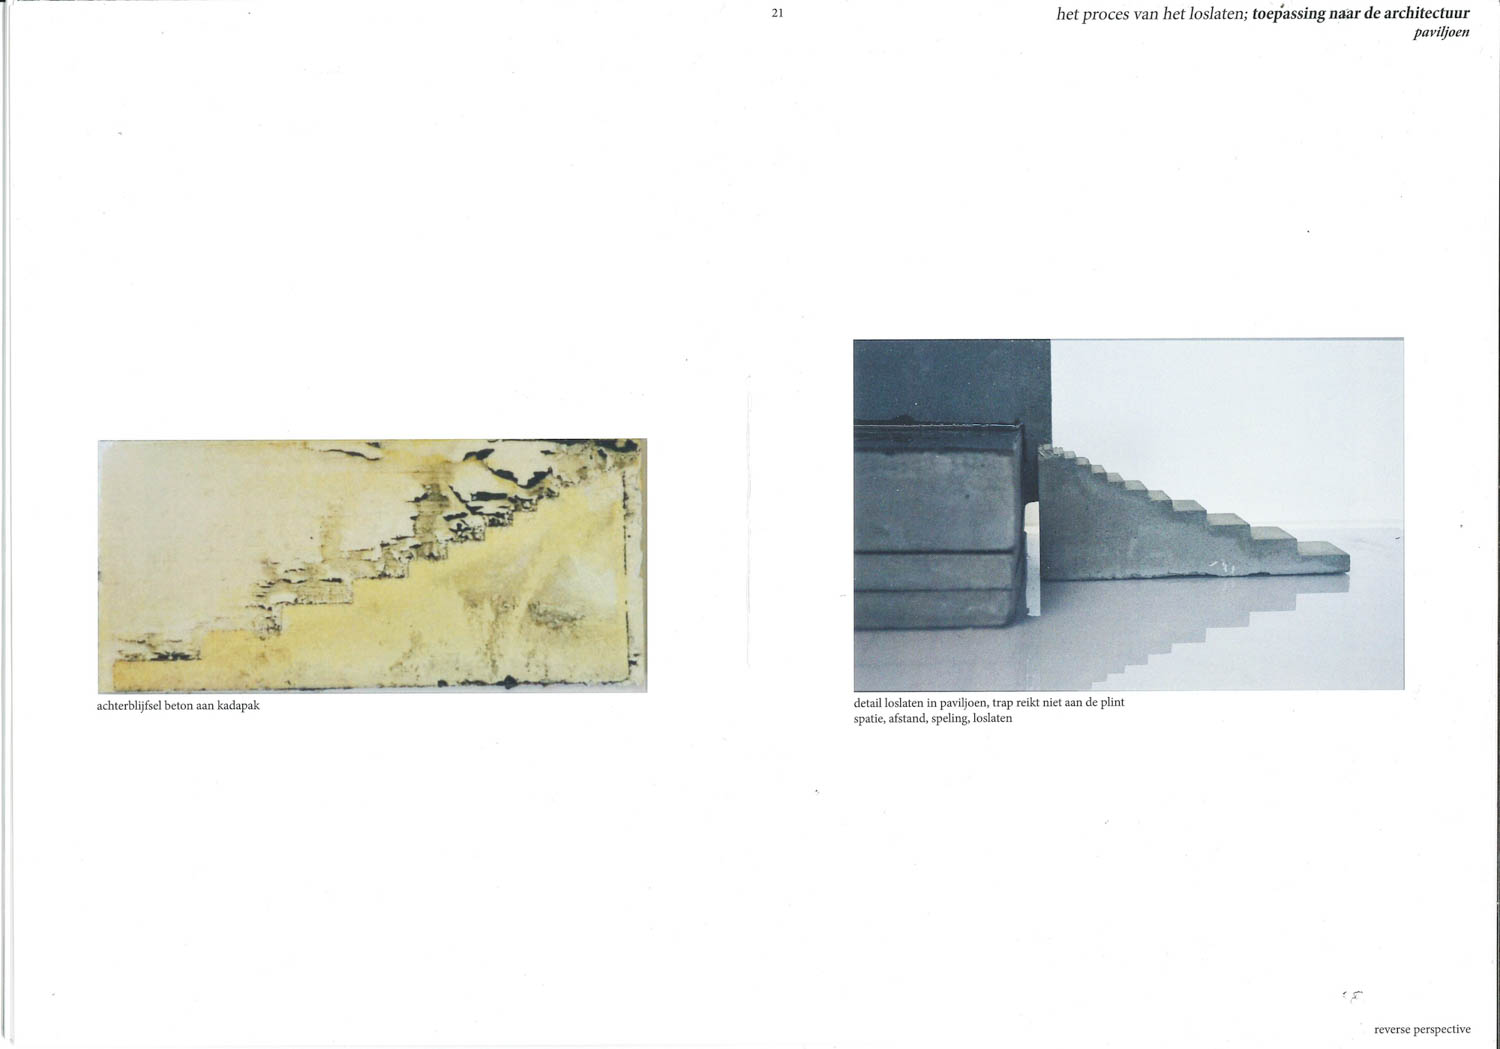 21
het proces van het loslaten; toepassing naar de architectuur
paviljoen
achterblijfsel beton aan kadapak
detail loslaten in paviljoen, trap reikt niet aan de plint
spatie, afstand, speling, loslaten
reverse perspective